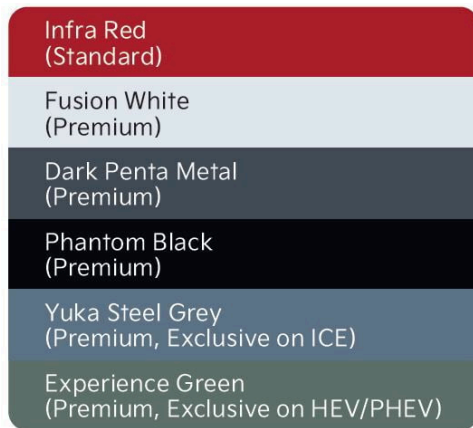 Infra Red
(Standard)
Fusion White
(Premium)
Dark Penta Metal
(Premium)
Phantom Black
(Premium)
Yuka Steel Grey
(Premium, Exclusive on ICE)
Experience Green
(Premium, Exclusive on HEV/PHEV)